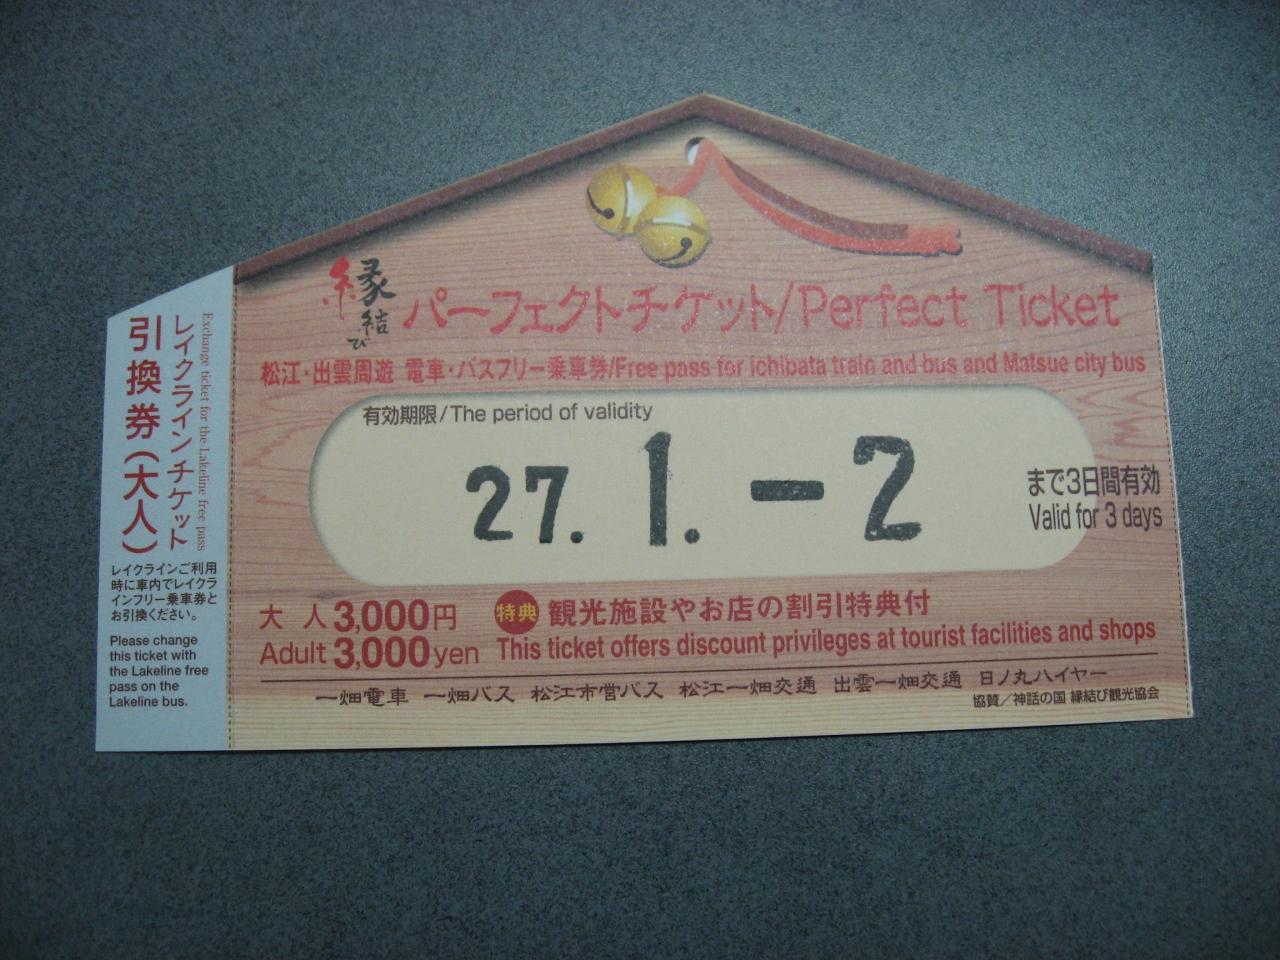 縁結び
パーフェクトチケット/Perfect Ticket
松江・出雲周遊 電車・バスフリー乗車券/Free pass for ichibata train and bus and Matsue city bus
有効期限/The period of validity
27. 1. - 2
まで3日間有効
Valid for 3 days
大人3,000円
Adult 3,000yen
特典 観光施設やお店の割引特典付
This ticket offers discount privileges at tourist facilities and shops
一畑電車 一畑バス 松江市営バス 松江一畑交通 出雲一畑交通 日ノ丸ハイヤー
協賛／神話の国 縁結び観光協会
Exchange ticket for the Lakeline free pass
レイクラインチケット
引換券(大人)
レイクラインご利用
時に車内でレイクラ
インフリー乗車券と
お引換ください。
Please change
this ticket with
the Lakeline free
pass on the
Lakeline bus.